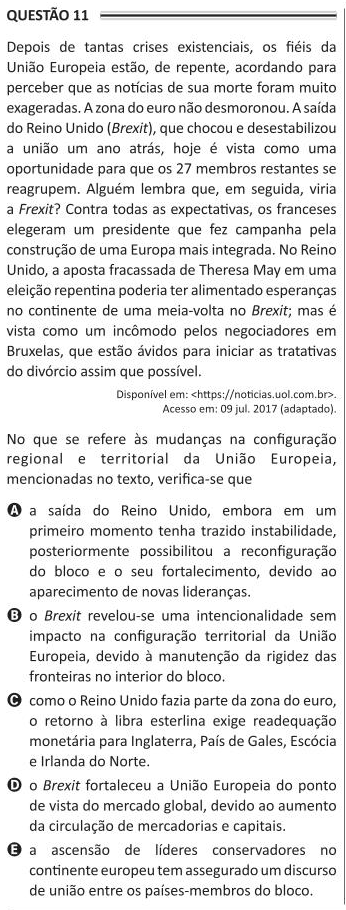 QUESTÃO 11
Depois de tantas crises existenciais, os fiéis da
União Europeia estão, de repente, acordando para
perceber que as notícias de sua morte foram muito
exageradas. A zona do euro não desmoronou. A saída
do Reino Unido (Brexit), que chocou e desestabilizou
a união um ano atrás, hoje é vista como uma
oportunidade para que os 27 membros restantes se
reagrupem. Alguém lembra que, em seguida, viria
a Frexit? Contra todas as expectativas, os franceses
elegeram um presidente que fez campanha pela
construção de uma Europa mais integrada. No Reino
Unido, a aposta fracassada de Theresa May em uma
eleição repentina poderia ter alimentado esperanças
no continente de uma meia-volta no Brexit; mas é
vista como um incômodo pelos negociadores em
Bruxelas, que estão ávidos para iniciar as tratativas
do divórcio assim que possível.
Disponível em: <https://noticias.uol.com.br>.
Acesso em: 09 jul. 2017 (adaptado).
No que se refere às mudanças na configuração
regional e territorial da União Europeia,
mencionadas no texto, verifica-se que
A a saída do Reino Unido, embora em um
primeiro momento tenha trazido instabilidade,
posteriormente possibilitou a reconfiguração
do bloco e o seu fortalecimento, devido ao
aparecimento de novas lideranças.
B o Brexit revelou-se uma intencionalidade sem
impacto na configuração territorial da União
Europeia, devido à manutenção da rigidez das
fronteiras no interior do bloco.
C como o Reino Unido fazia parte da zona do euro,
o retorno à libra esterlina exige readequação
monetária para Inglaterra, País de Gales, Escócia
e Irlanda do Norte.
D o Brexit fortaleceu a União Europeia do ponto
de vista do mercado global, devido ao aumento
da circulação de mercadorias e capitais.
E a ascensão de líderes conservadores no
continente europeu tem assegurado um discurso
de união entre os países-membros do bloco.